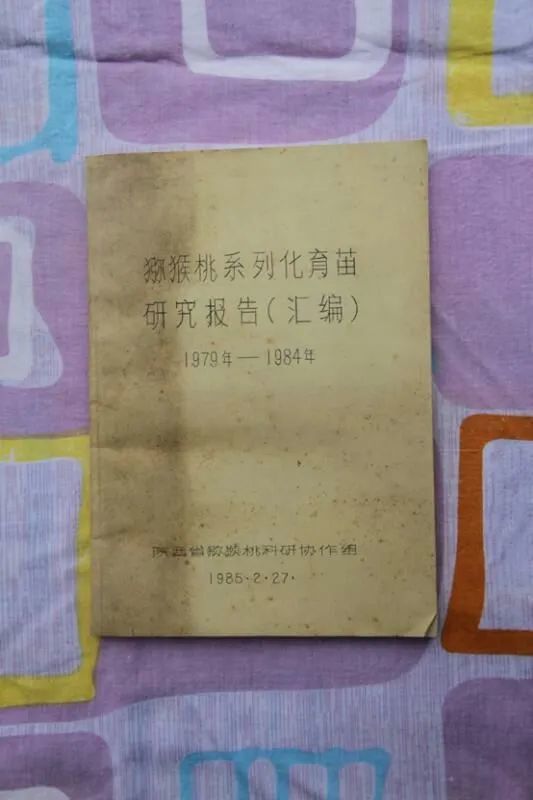 猕猴桃系列化育苗
研究报告(汇编)
1979年—1984年
陕西省猕猴桃科研协作组
1985·2·27·